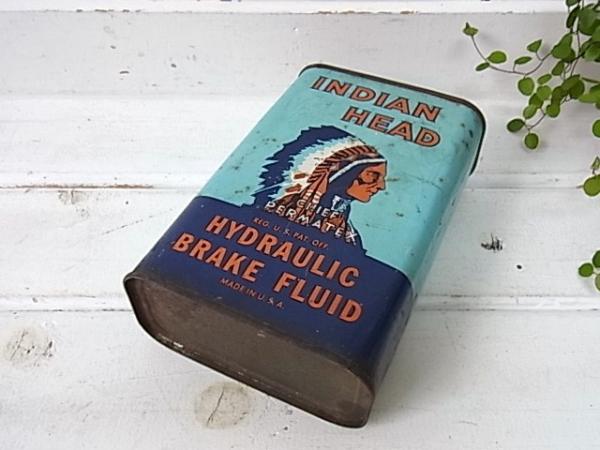 INDIAN
HEAD
CHIEF
PERMATEX
REG. U.S. PAT. OFF.
HYDRAULIC
BRAKE FLUID
MADE IN U.S.A.